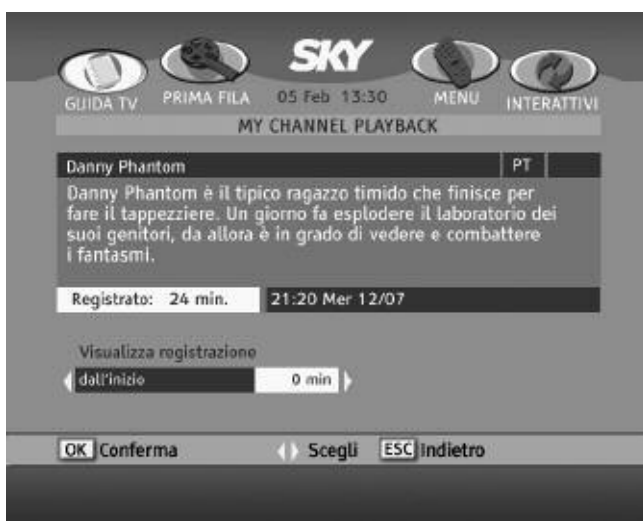 SKY
GUIDA TV PRIMA FILA 05 Feb 13:30 MENU INTERATTIVI
MY CHANNEL PLAYBACK
Danny Phantom PT
Danny Phantom è il tipico ragazzo timido che finisce per
fare il tappezziere. Un giorno fa esplodere il laboratorio dei
suoi genitori, da allora è in grado di vedere e combattere
i fantasmi.
Registrato: 24 min. 21:20 Mer 12/07
Visualizza registrazione
dall'inizio 0 min
OK Conferma Scegli ESC Indietro